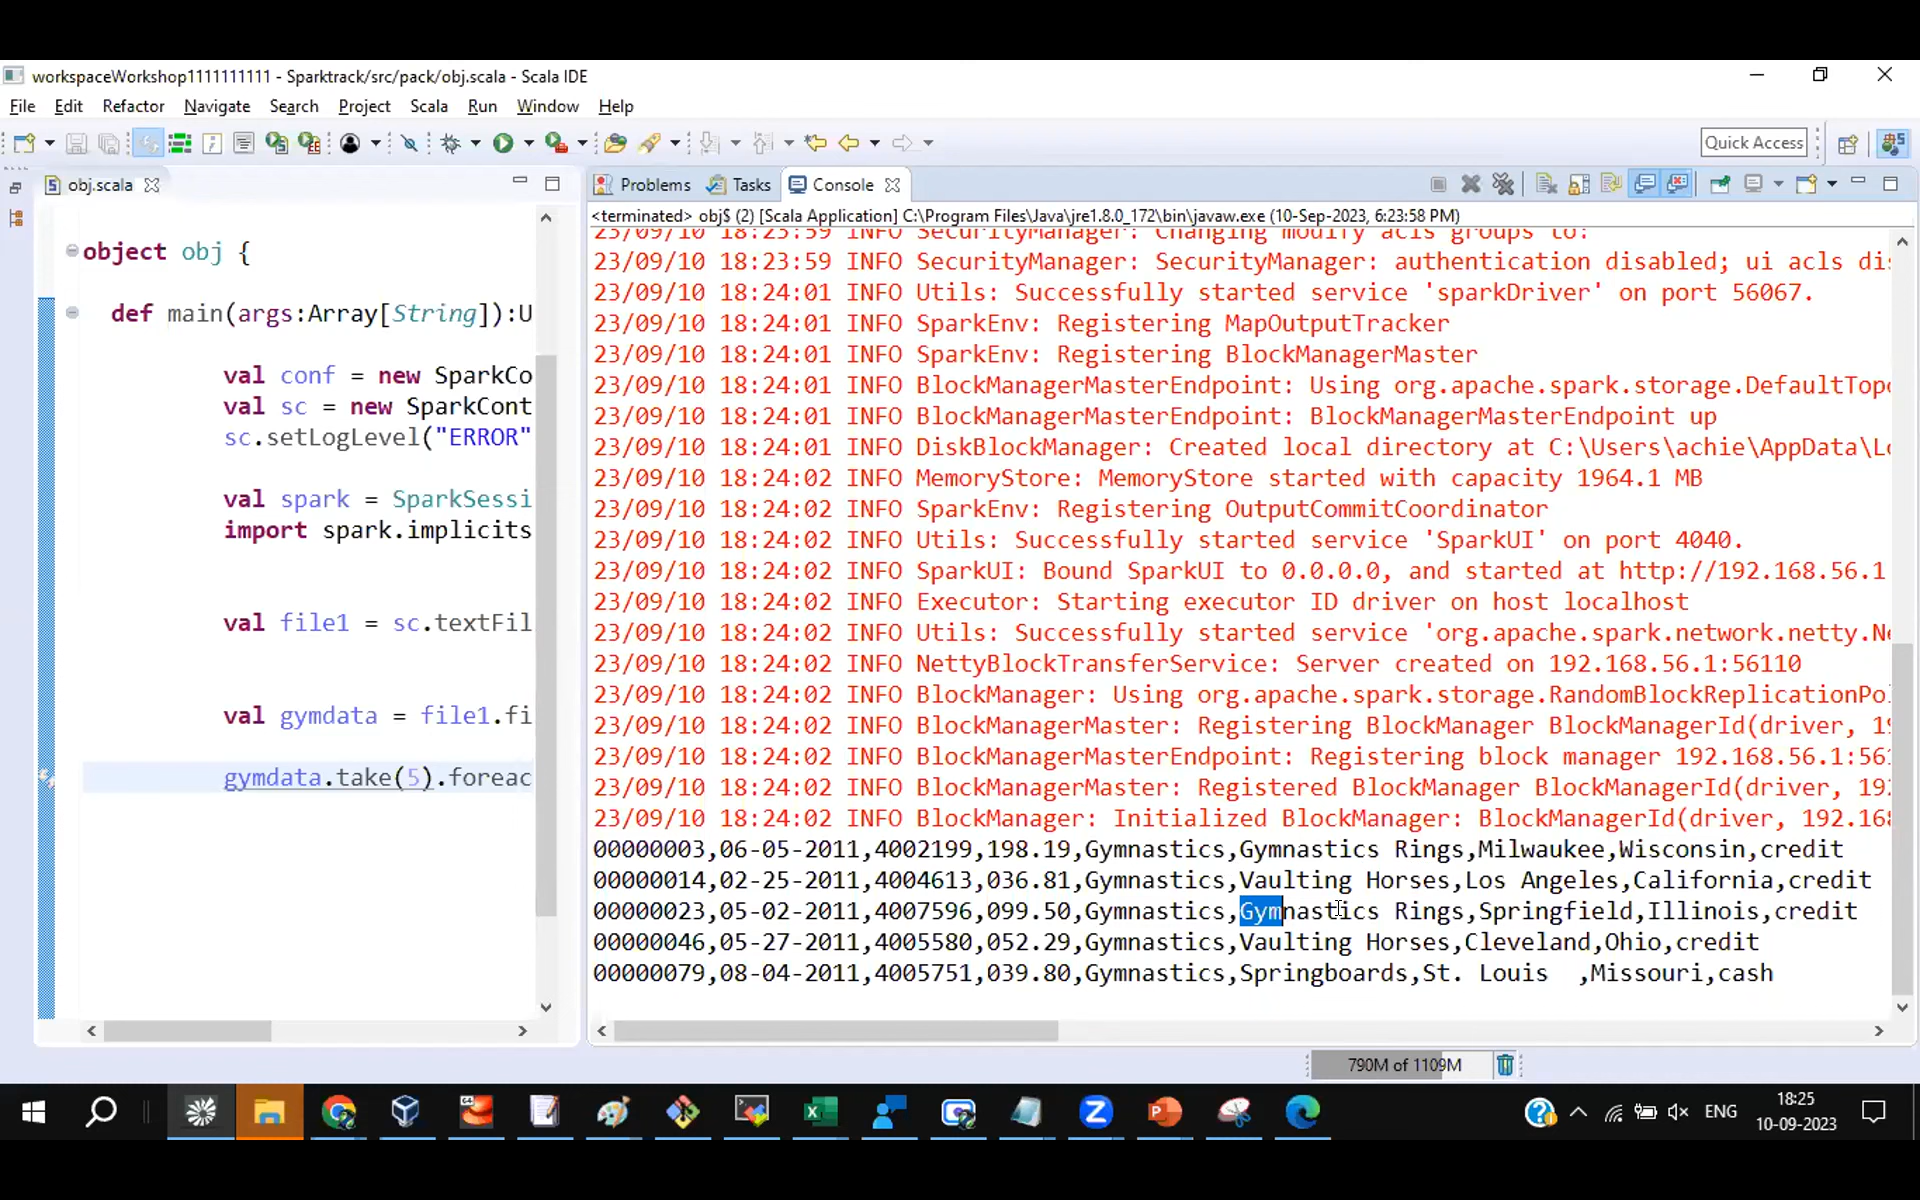 workspaceWorkshop1111111111 - Sparktrack/src/pack/obj.scala - Scala IDE
File Edit Refactor Navigate Search Project Scala Run Window Help
Quick Access
obj.scala
object obj {
def main(args:Array[String]):U
val conf = new SparkCo
val sc = new SparkCont
sc.setLogLevel("ERROR"
val spark = SparkSessi
import spark.implicits
val file1 = sc.textFil
val gymdata = file1.fi
gymdata.take(5).foreac
Problems Tasks Console
<terminated> obj$ (2) [Scala Application] C:\Program Files\Java\jre1.8.0_172\bin\javaw.exe (10-Sep-2023, 6:23:58 PM)
23/09/10 18:23:59 INFO SecurityManager: Changing modify acls groups to:
23/09/10 18:23:59 INFO SecurityManager: SecurityManager: authentication disabled; ui acls dis
23/09/10 18:24:01 INFO Utils: Successfully started service 'sparkDriver' on port 56067.
23/09/10 18:24:01 INFO SparkEnv: Registering MapOutputTracker
23/09/10 18:24:01 INFO SparkEnv: Registering BlockManagerMaster
23/09/10 18:24:01 INFO BlockManagerMasterEndpoint: Using org.apache.spark.storage.DefaultTopo
23/09/10 18:24:01 INFO BlockManagerMasterEndpoint: BlockManagerMasterEndpoint up
23/09/10 18:24:01 INFO DiskBlockManager: Created local directory at C:\Users\achie\AppData\Lo
23/09/10 18:24:02 INFO MemoryStore: MemoryStore started with capacity 1964.1 MB
23/09/10 18:24:02 INFO SparkEnv: Registering OutputCommitCoordinator
23/09/10 18:24:02 INFO Utils: Successfully started service 'SparkUI' on port 4040.
23/09/10 18:24:02 INFO SparkUI: Bound SparkUI to 0.0.0.0, and started at http://192.168.56.1
23/09/10 18:24:02 INFO Executor: Starting executor ID driver on host localhost
23/09/10 18:24:02 INFO Utils: Successfully started service 'org.apache.spark.network.netty.Ne
23/09/10 18:24:02 INFO NettyBlockTransferService: Server created on 192.168.56.1:56110
23/09/10 18:24:02 INFO BlockManager: Using org.apache.spark.storage.RandomBlockReplicationPol
23/09/10 18:24:02 INFO BlockManagerMaster: Registering BlockManager BlockManagerId(driver, 19
23/09/10 18:24:02 INFO BlockManagerMasterEndpoint: Registering block manager 192.168.56.1:561
23/09/10 18:24:02 INFO BlockManagerMaster: Registered BlockManager BlockManagerId(driver, 192
23/09/10 18:24:02 INFO BlockManager: Initialized BlockManager: BlockManagerId(driver, 192.168
00000003,06-05-2011,4002199,198.19,Gymnastics,Gymnastics Rings,Milwaukee,Wisconsin,credit
00000014,02-25-2011,4004613,036.81,Gymnastics,Vaulting Horses,Los Angeles,California,credit
00000023,05-02-2011,4007596,099.50,Gymnastics,Gymnastics Rings,Springfield,Illinois,credit
00000046,05-27-2011,4005580,052.29,Gymnastics,Vaulting Horses,Cleveland,Ohio,credit
00000079,08-04-2011,4005751,039.80,Gymnastics,Springboards,St. Louis  ,Missouri,cash
790M of 1109M
ENG
18:25
10-09-2023